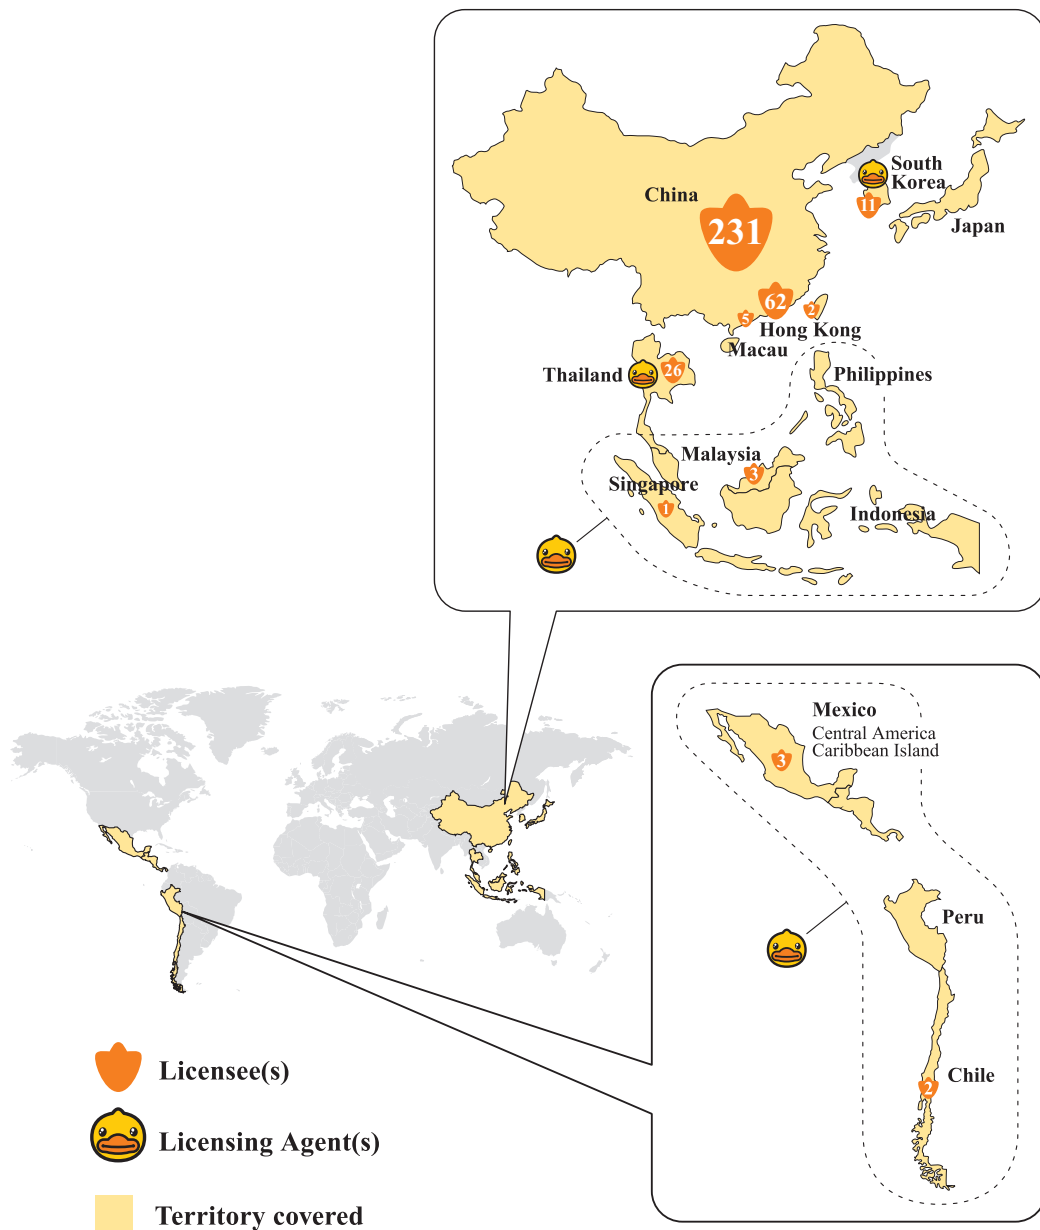 South
Korea
China
11
231
Japan
62
2
5
Hong Kong
Macau
Thailand
26
Philippines
Malaysia
3
Singapore
1
Indonesia
Mexico
Central America
Caribbean Island
3
Peru
Chile
2
Licensee(s)
Licensing Agent(s)
Territory covered